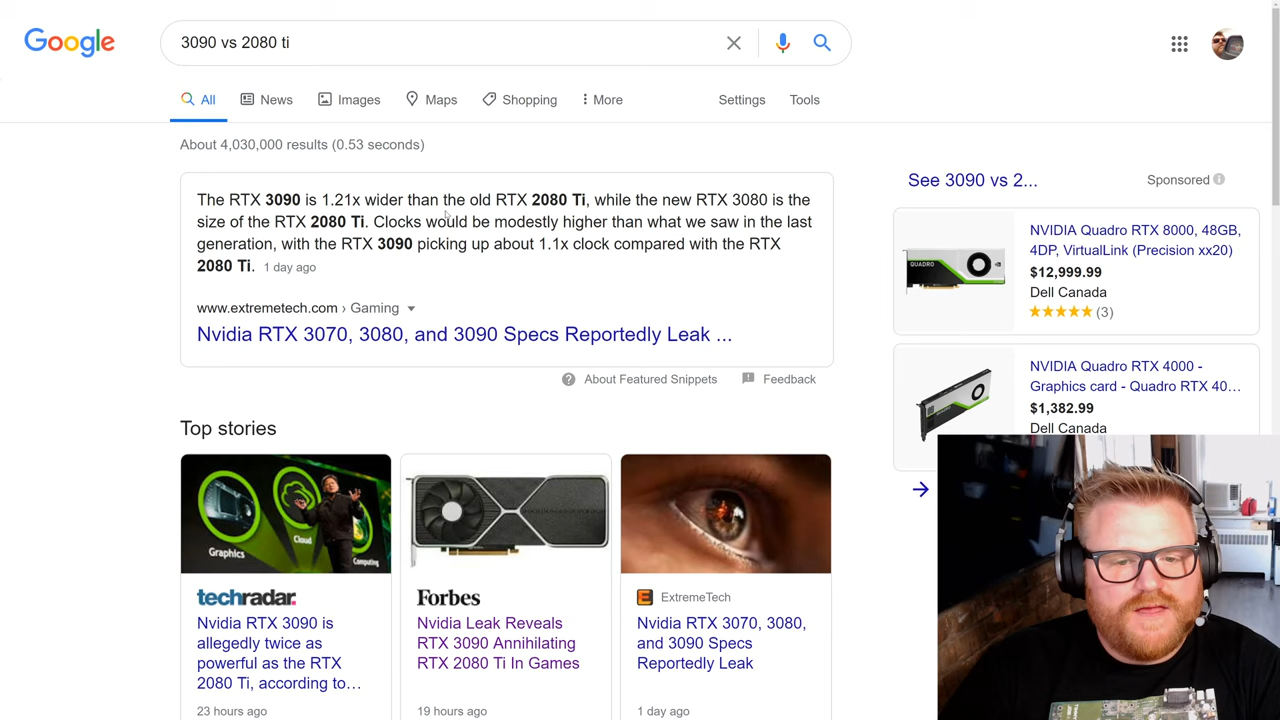 Google
3090 vs 2080 ti
All
News
Images
Maps
Shopping
More
Settings
Tools
About 4,030,000 results (0.53 seconds)
The RTX 3090 is 1.21x wider than the old RTX 2080 Ti, while the new RTX 3080 is the
size of the RTX 2080 Ti. Clocks would be modestly higher than what we saw in the last
generation, with the RTX 3090 picking up about 1.1x clock compared with the RTX
2080 Ti. 1 day ago
www.extremetech.com › Gaming
Nvidia RTX 3070, 3080, and 3090 Specs Reportedly Leak ...
About Featured Snippets
Feedback
See 3090 vs 2...
Sponsored
QUADRO
NVIDIA Quadro RTX 8000, 48GB,
4DP, VirtualLink (Precision xx20)
$12,999.99
Dell Canada
(3)
NVIDIA Quadro RTX 4000 -
Graphics card - Quadro RTX 40…
$1,382.99
Dell Canada
Top stories
Graphics
Cloud
Computing
techradar.
Nvidia RTX 3090 is
allegedly twice as
powerful as the RTX
2080 Ti, according to…
23 hours ago
Forbes
Nvidia Leak Reveals
RTX 3090 Annihilating
RTX 2080 Ti In Games
19 hours ago
E ExtremeTech
Nvidia RTX 3070, 3080,
and 3090 Specs
Reportedly Leak
1 day ago